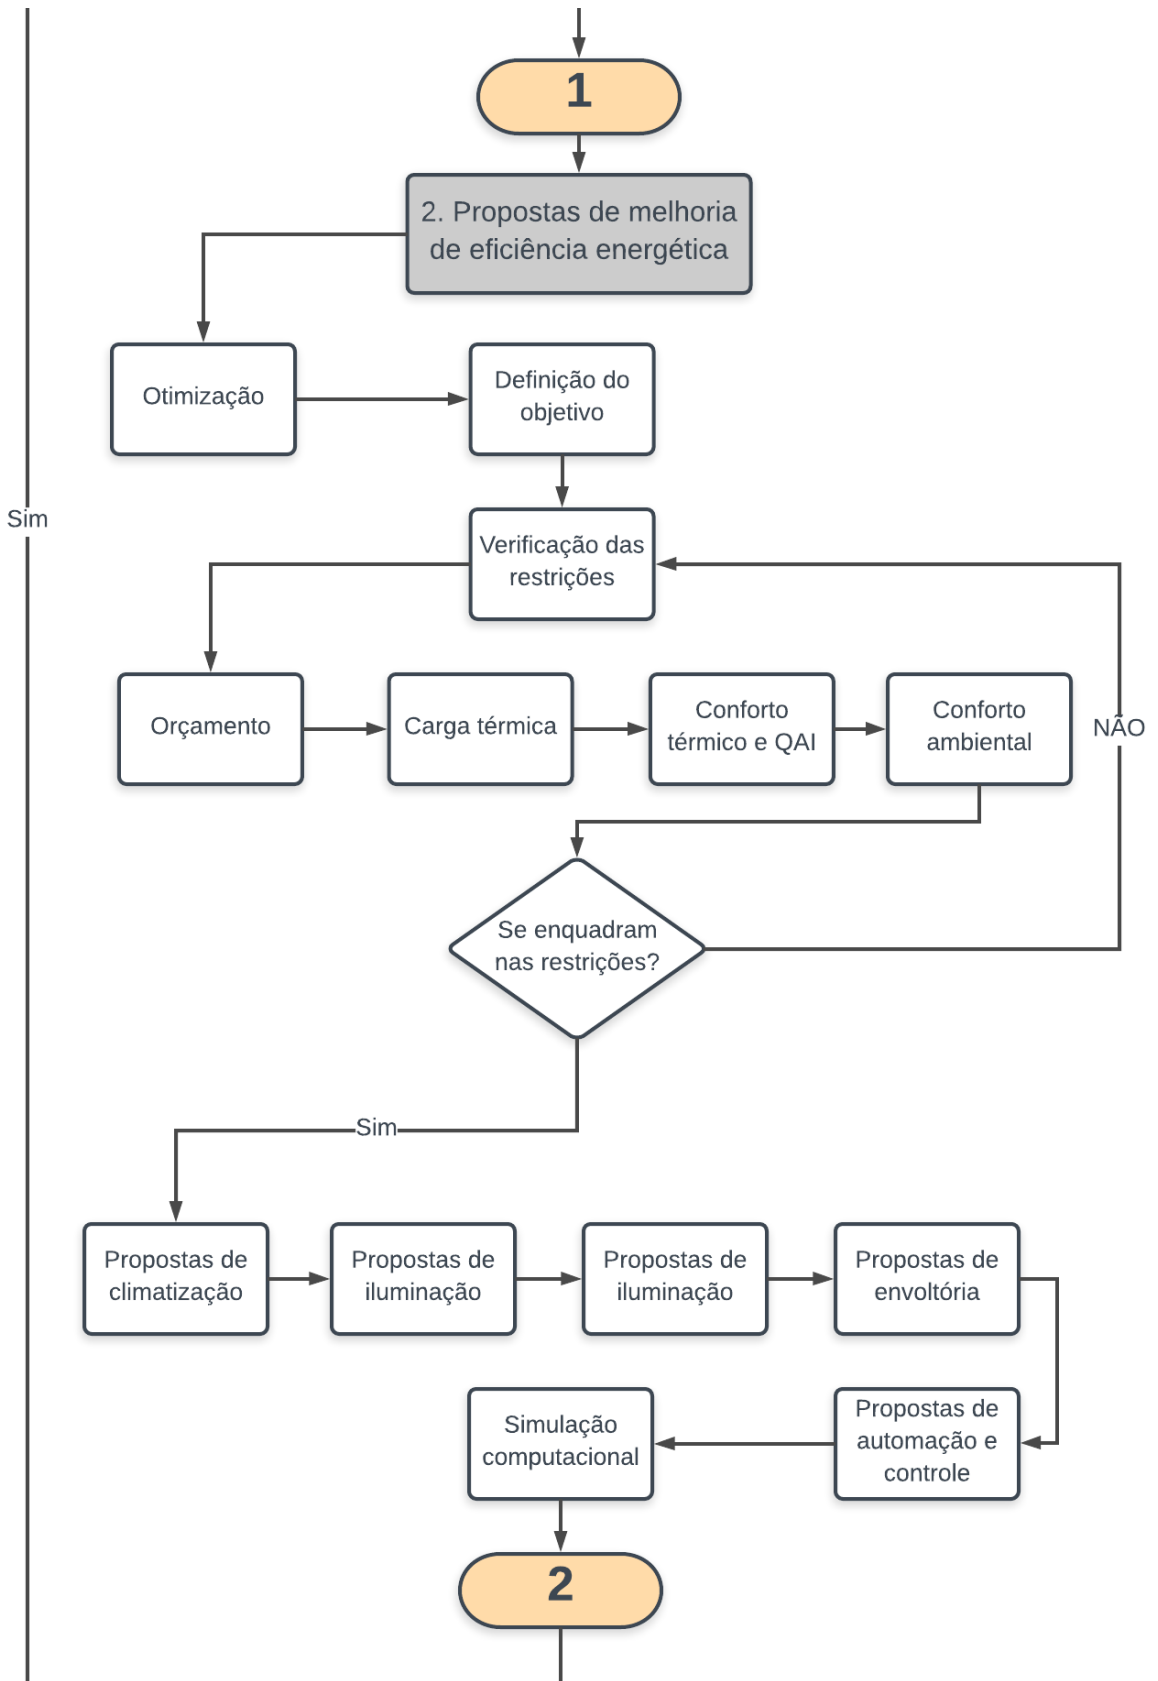 1
2. Propostas de melhoria
de eficiência energética
Otimização
Definição do
objetivo
Sim
Verificação das
restrições
Orçamento
Carga térmica
Conforto
térmico e QAI
Conforto
ambiental
NÃO
Se enquadram
nas restrições?
Sim
Propostas de
climatização
Propostas de
iluminação
Propostas de
iluminação
Propostas de
envoltória
Propostas de
automação e
controle
Simulação
computacional
2